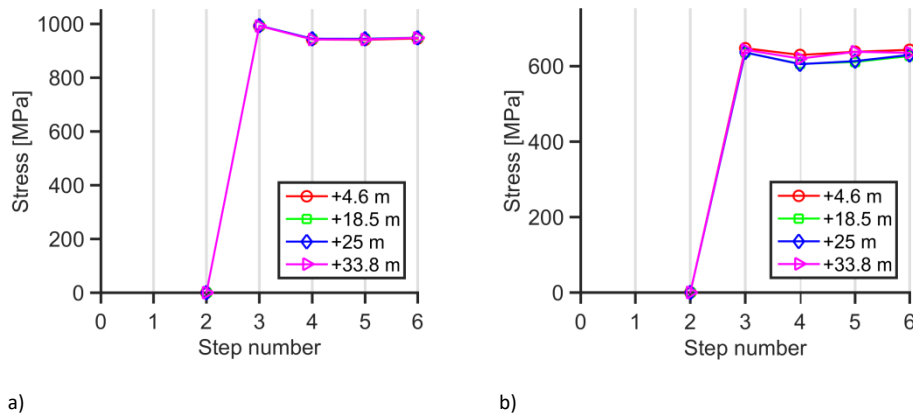 Stress [MPa]
1000
800
600
400
200
0
0 1 2 3 4 5 6
Step number
+4.6 m
+18.5 m
+25 m
+33.8 m
a)
Stress [MPa]
600
400
200
0
0 1 2 3 4 5 6
Step number
+4.6 m
+18.5 m
+25 m
+33.8 m
b)